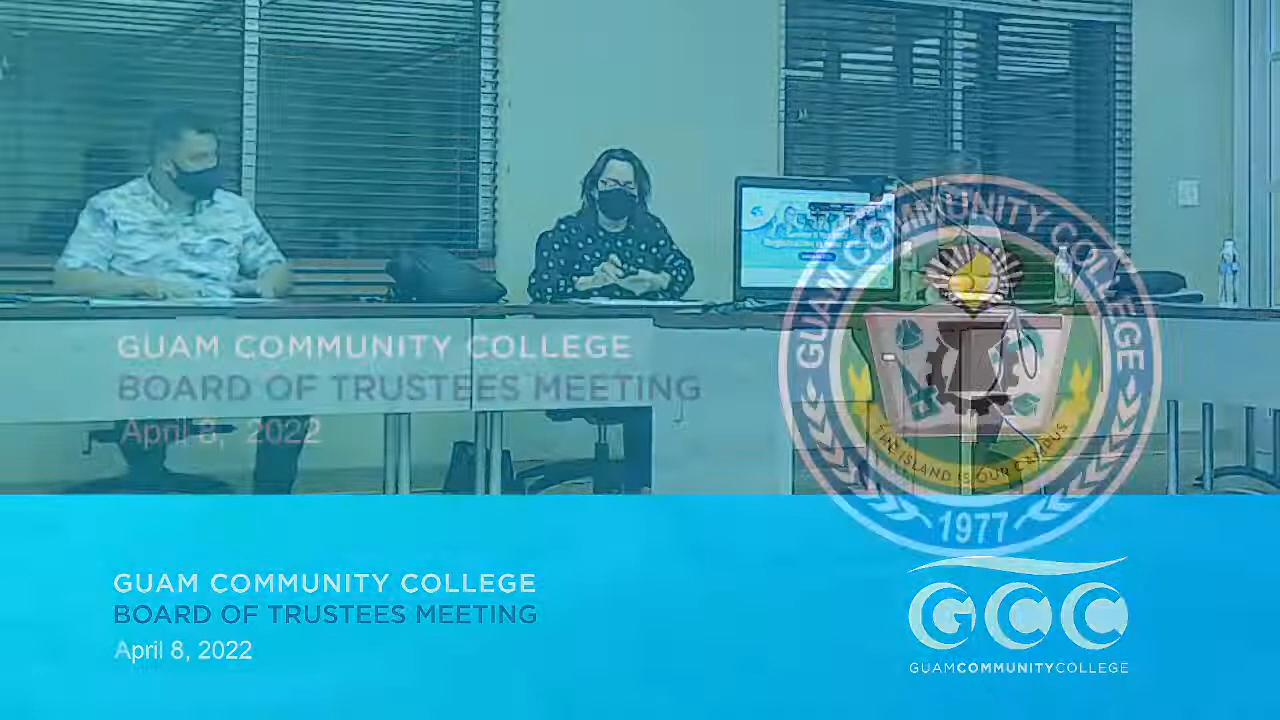 GUAM COMMUNITY COLLEGE
BOARD OF TRUSTEES MEETING
April 8, 2022
GUAM COMMUNITY COLLEGE
THE ISLAND IS OUR CAMPUS
1977
GUAM COMMUNITY COLLEGE
BOARD OF TRUSTEES MEETING
April 8, 2022
GCC
GUAMCOMMUNITYCOLLEGE